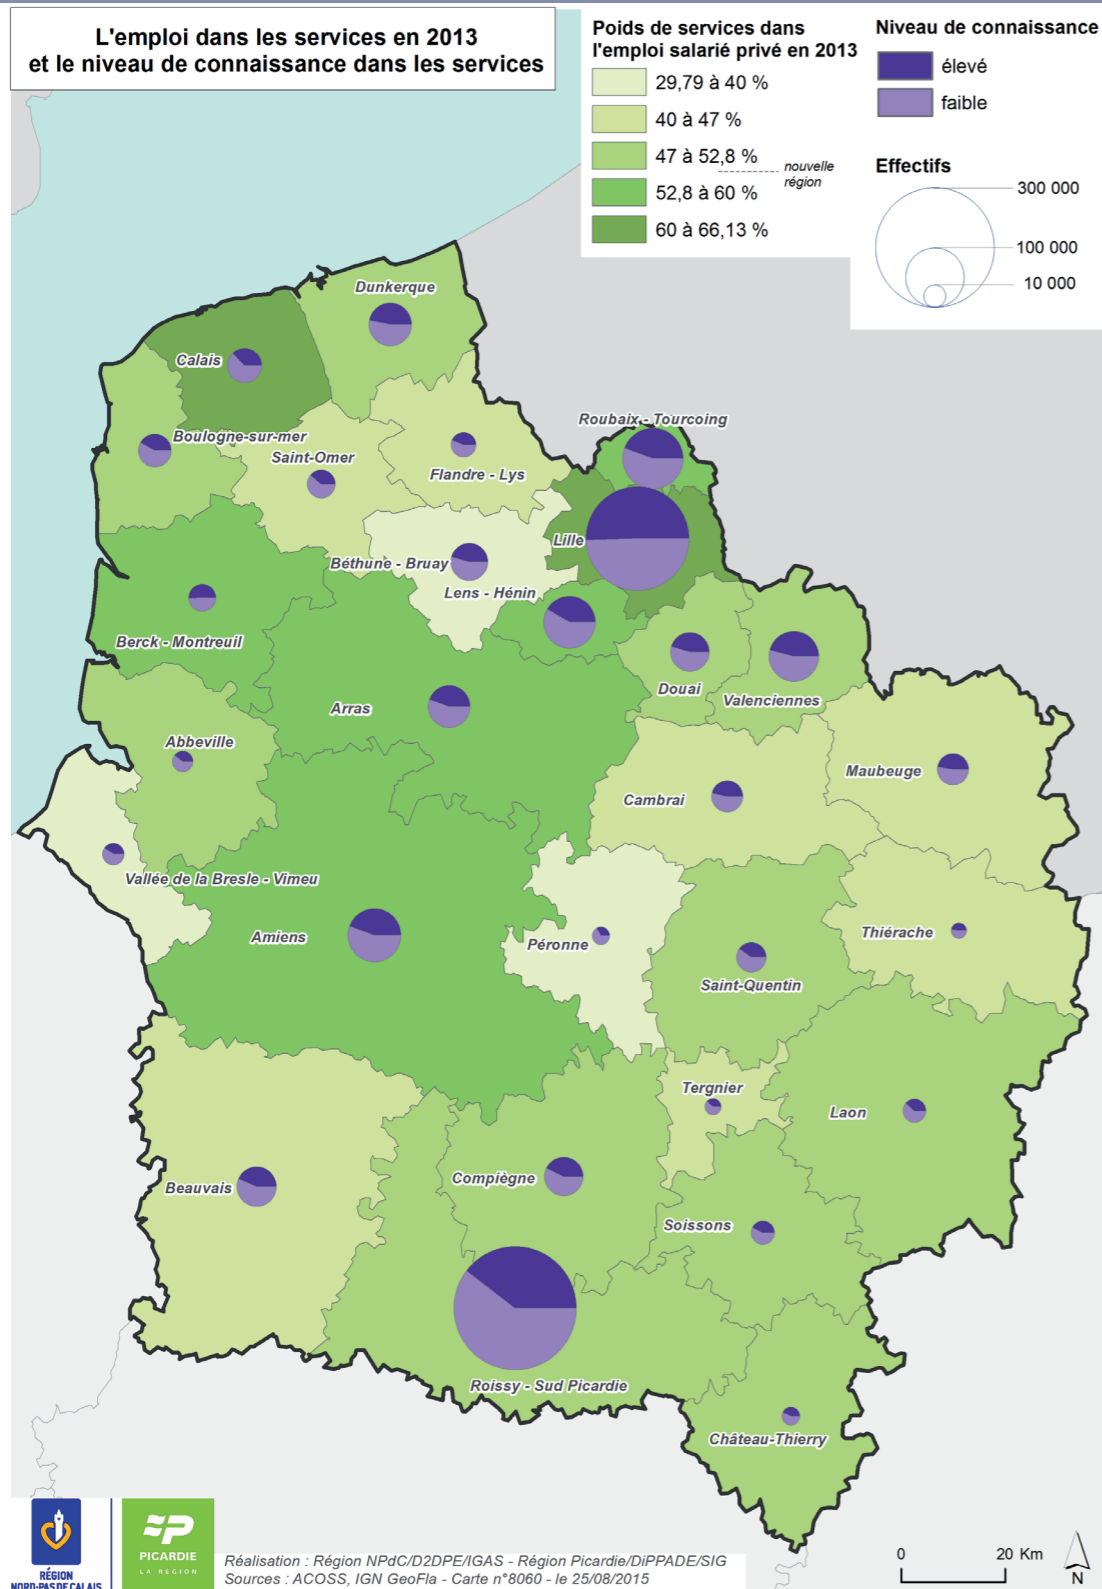 L'emploi dans les services en 2013
et le niveau de connaissance dans les services
Poids de services dans
l'emploi salarié privé en 2013
29,79 à 40 %
40 à 47 %
47 à 52,8 %
nouvelle
région
52,8 à 60 %
60 à 66,13 %
Niveau de connaissance
élevé
faible
Effectifs
300 000
100 000
10 000
Dunkerque
Calais
Roubaix - Tourcoing
Boulogne-sur-mer
Saint-Omer
Flandre - Lys
Lille
Béthune - Bruay
Lens - Hénin
Berck - Montreuil
Douai
Valenciennes
Arras
Abbeville
Maubeuge
Cambrai
Vallée de la Bresle - Vimeu
Amiens
Péronne
Thiérache
Saint-Quentin
Tergnier
Laon
Compiègne
Beauvais
Soissons
Roissy - Sud Picardie
Château-Thierry
RÉGION
NORD-PAS DE CALAIS
PICARDIE
LA RÉGION
Réalisation : Région NPdC/D2DPE/IGAS - Région Picardie/DiPPADE/SIG
Sources : ACOSS, IGN GeoFla - Carte n°8060 - le 25/08/2015
0 20 Km
N